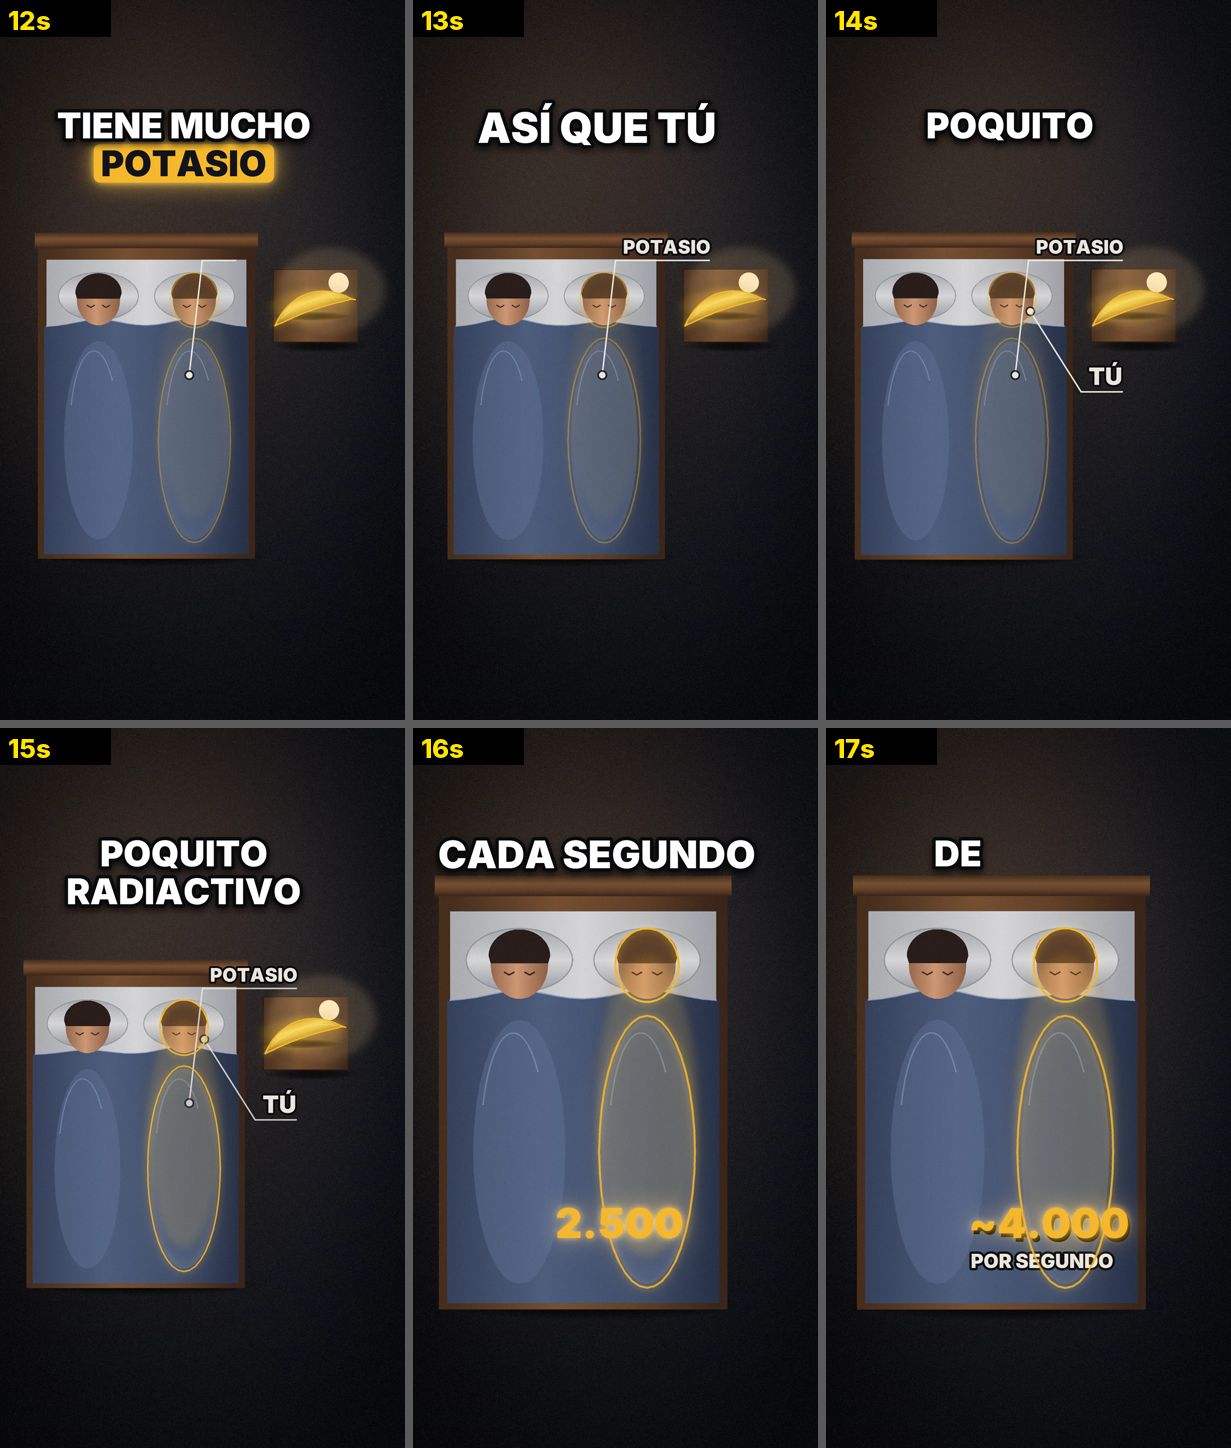 12s
TIENE MUCHO
POTASIO
13s
ASÍ QUE TÚ
POTASIO
14s
POQUITO
POTASIO
TÚ
15s
POQUITO
RADIACTIVO
POTASIO
TÚ
16s
CADA SEGUNDO
2.500
17s
DE
~4.000
POR SEGUNDO